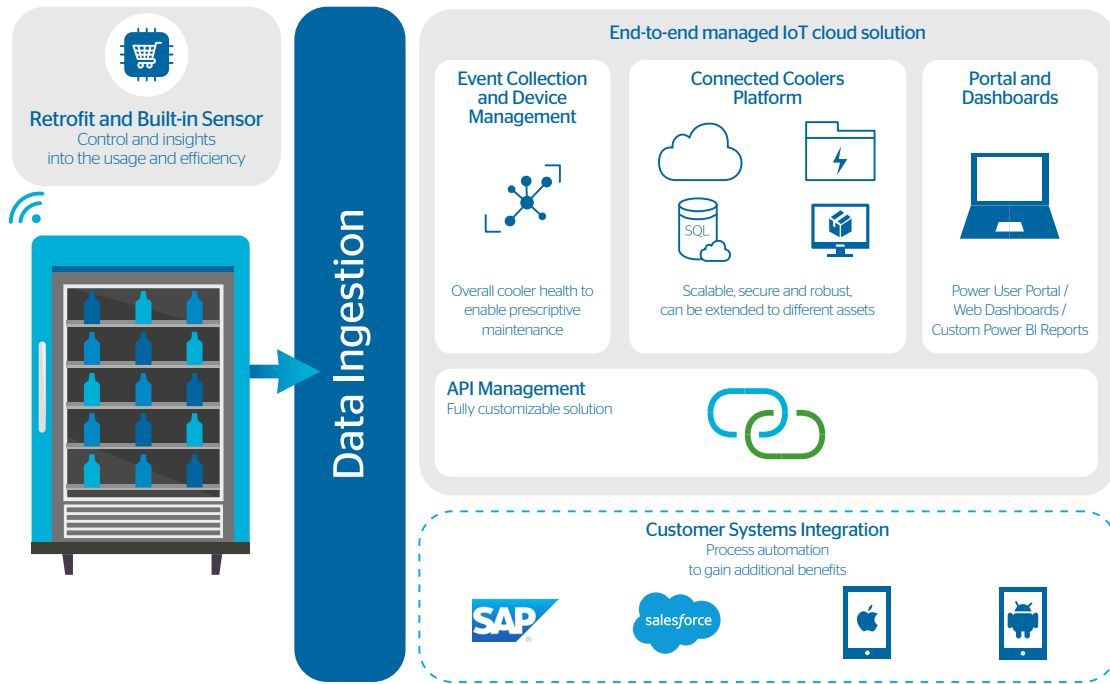 Retrofit and Built-in Sensor
Control and insights
into the usage and efficiency
Data Ingestion
End-to-end managed IoT cloud solution
Event Collection
and Device
Management
Overall cooler health to
enable prescriptive
maintenance
Connected Coolers
Platform
SQL
Scalable, secure and robust,
can be extended to different assets
Portal and
Dashboards
Power User Portal /
Web Dashboards /
Custom Power BI Reports
API Management
Fully customizable solution
Customer Systems Integration
Process automation
to gain additional benefits
SAP®
salesforce